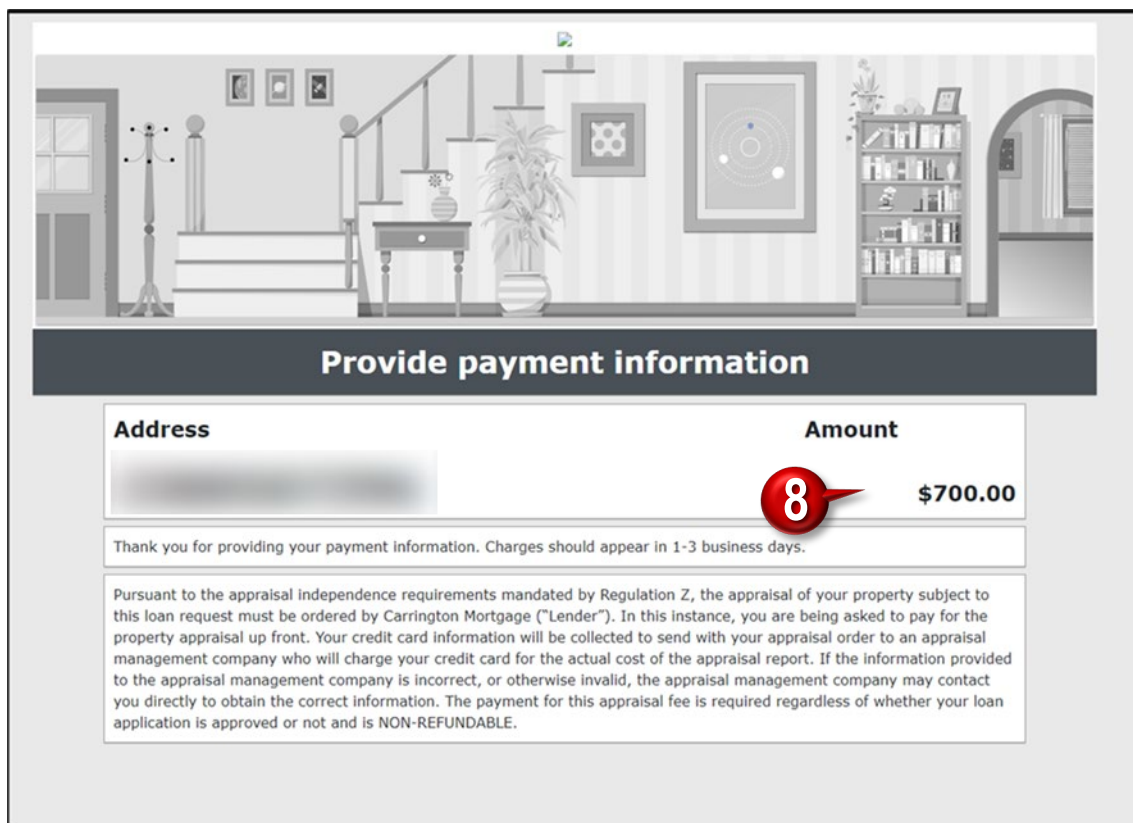 Provide payment information
Address
Amount
8
$700.00
Thank you for providing your payment information. Charges should appear in 1-3 business days.
Pursuant to the appraisal independence requirements mandated by Regulation Z, the appraisal of your property subject to
this loan request must be ordered by Carrington Mortgage (“Lender”). In this instance, you are being asked to pay for the
property appraisal up front. Your credit card information will be collected to send with your appraisal order to an appraisal
management company who will charge your credit card for the actual cost of the appraisal report. If the information provided
to the appraisal management company is incorrect, or otherwise invalid, the appraisal management company may contact
you directly to obtain the correct information. The payment for this appraisal fee is required regardless of whether your loan
application is approved or not and is NON-REFUNDABLE.